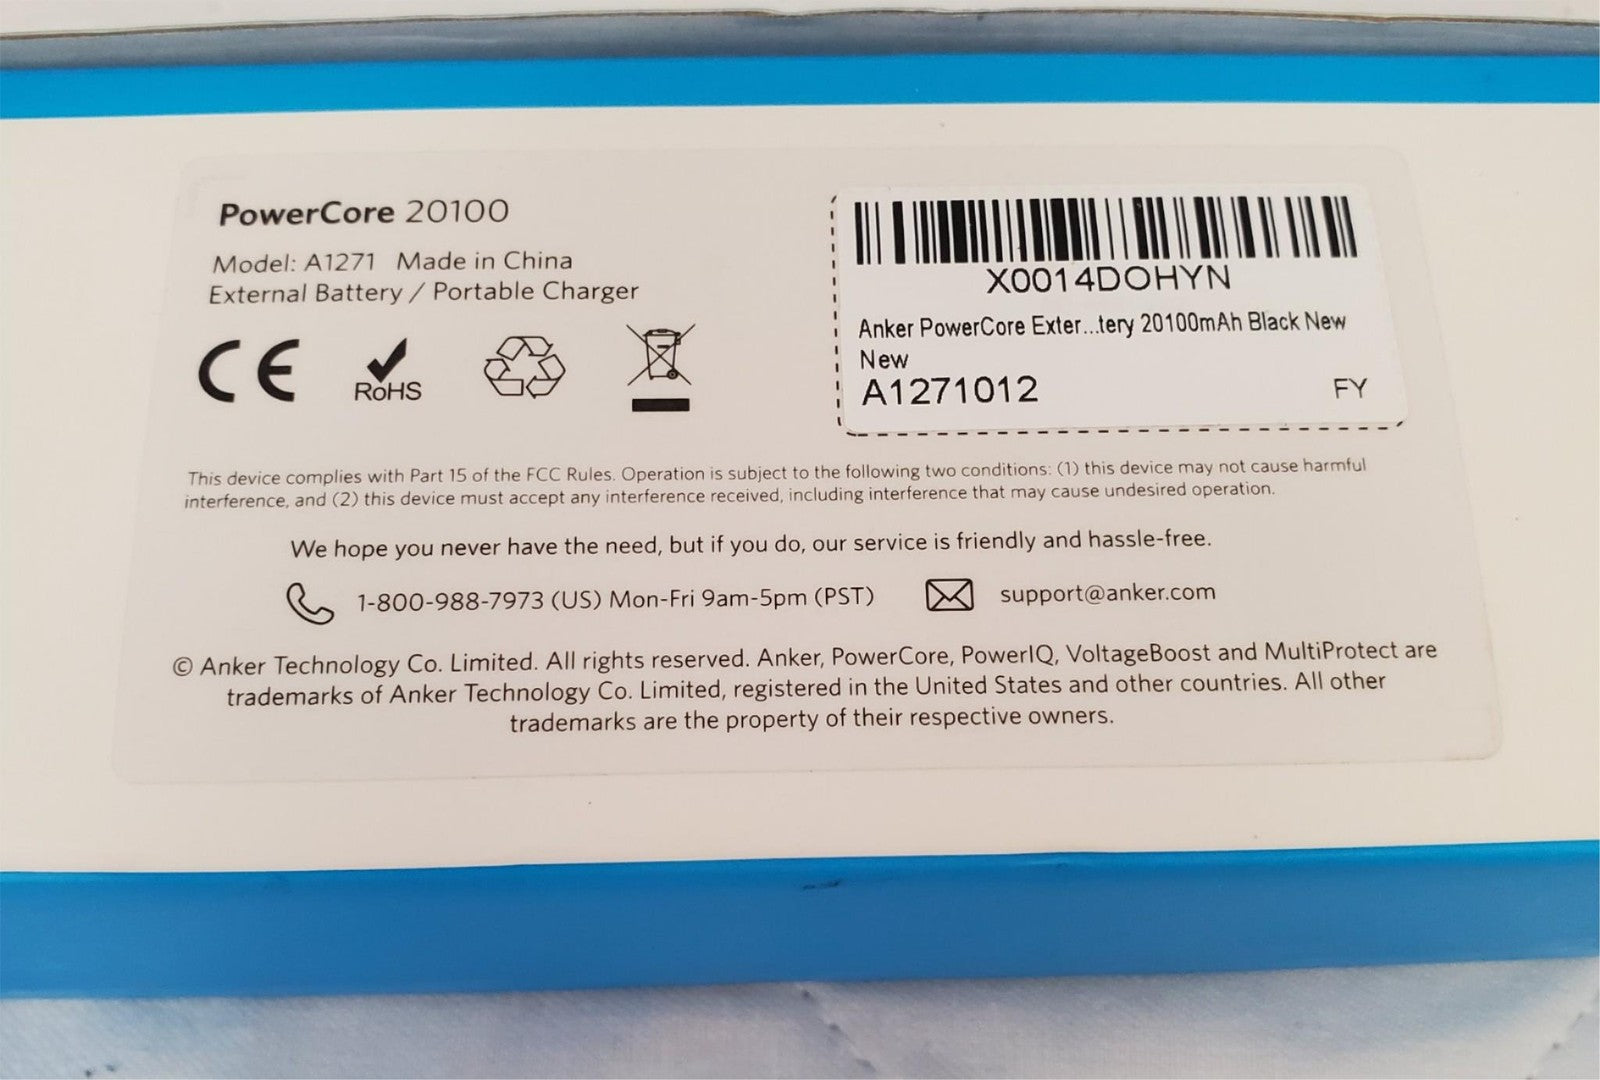 PowerCore 20100
Model: A1271 Made in China
External Battery / Portable Charger
CE
RoHS
X0014DOHYN
Anker PowerCore Exter...tery 20100mAh Black New
New
A1271012 FY
This device complies with Part 15 of the FCC Rules. Operation is subject to the following two conditions: (1) this device may not cause harmful
interference, and (2) this device must accept any interference received, including interference that may cause undesired operation.
We hope you never have the need, but if you do, our service is friendly and hassle-free.
1-800-988-7973 (US) Mon-Fri 9am-5pm (PST) support@anker.com
© Anker Technology Co. Limited. All rights reserved. Anker, PowerCore, PowerIQ, VoltageBoost and MultiProtect are
trademarks of Anker Technology Co. Limited, registered in the United States and other countries. All other
trademarks are the property of their respective owners.